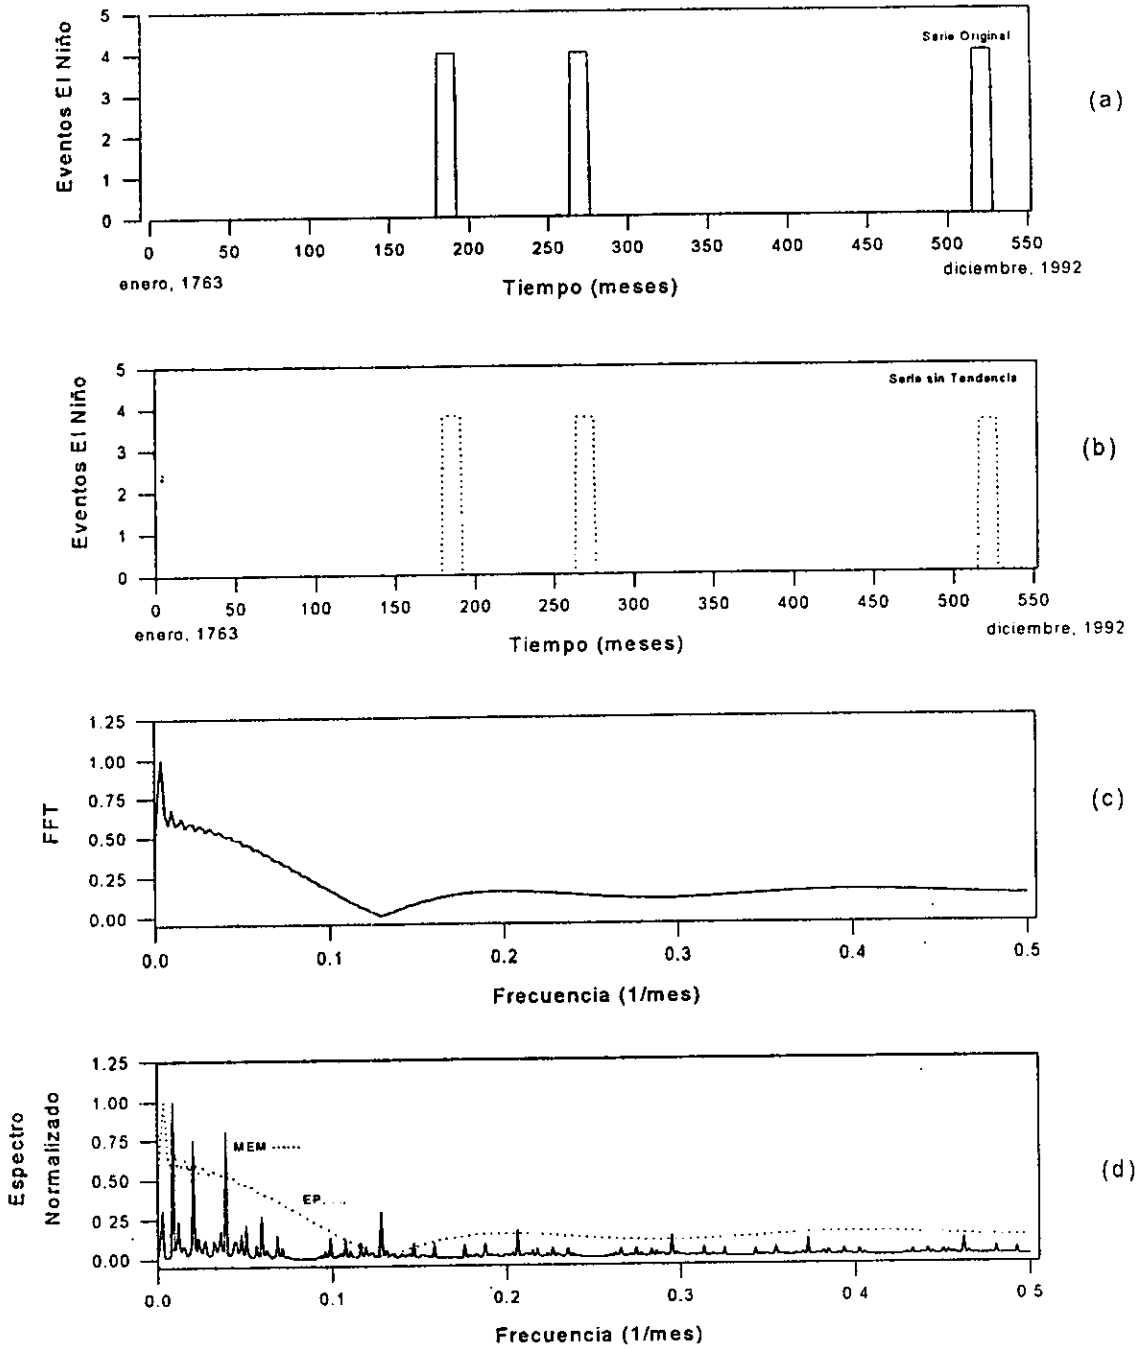 5
4
3
2
1
0
Eventos El Niño
Serie Original
(a)
0 50 100 150 200 250 300 350 400 450 500 550
enero, 1763
Tiempo (meses)
diciembre, 1992
5
4
3
2
1
0
Eventos El Niño
Serie sin Tendencia
(b)
0 50 100 150 200 250 300 350 400 450 500 550
enero, 1763
Tiempo (meses)
diciembre, 1992
1.25
1.00
0.75
0.50
0.25
0.00
FFT
(c)
0.0 0.1 0.2 0.3 0.4 0.5
Frecuencia (1/mes)
1.25
1.00
0.75
0.50
0.25
0.00
Espectro
Normalizado
MEM ......
EP....
(d)
0.0 0.1 0.2 0.3 0 4 0 5
Frecuencia (1/mes)